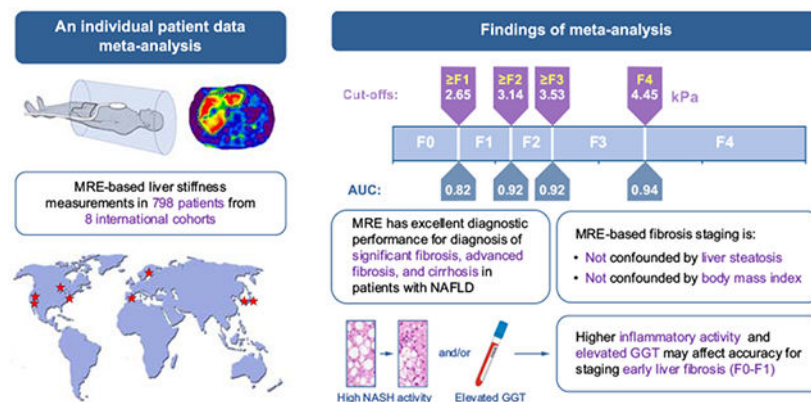 An individual patient data
meta-analysis
MRE-based liver stiffness
measurements in 798 patients from
8 international cohorts
Findings of meta-analysis
≥F1 ≥F2 ≥F3 F4
Cut-offs: 2.65 3.14 3.53 4.45 kPa
F0 F1 F2 F3 F4
AUC: 0.82 0.92 0.92 0.94
MRE has excellent diagnostic
performance for diagnosis of
significant fibrosis, advanced
fibrosis, and cirrhosis in
patients with NAFLD
MRE-based fibrosis staging is:
• Not confounded by liver steatosis
• Not confounded by body mass index
and/or
High NASH activity
Elevated GGT
Higher inflammatory activity and
elevated GGT may affect accuracy for
staging early liver fibrosis (F0-F1)